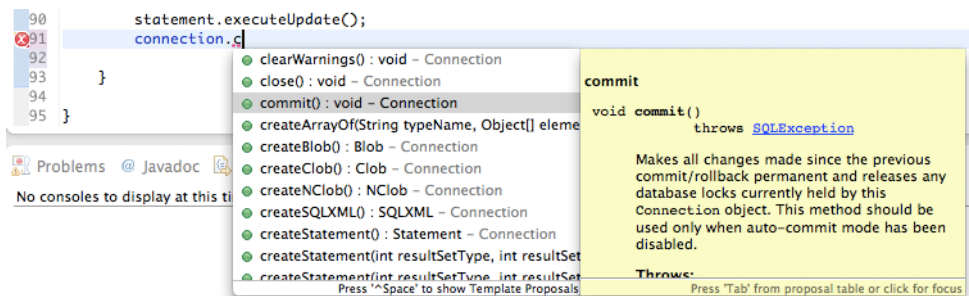 90 statement.executeUpdate();
91 connection.c
92
93 }
94
95 }
Problems @ Javadoc
No consoles to display at this ti
clearWarnings() : void – Connection
close() : void – Connection
commit() : void – Connection
createArrayOf(String typeName, Object[] eleme
createBlob() : Blob – Connection
createClob() : Clob – Connection
createNClob() : NClob – Connection
createSQLXML() : SQLXML – Connection
createStatement() : Statement – Connection
createStatement(int resultSetType, int resultSet
createStatement(int resultSetType, int resultSet
Press '^Space' to show Template Proposals
commit
void commit()
throws SQLException
Makes all changes made since the previous
commit/rollback permanent and releases any
database locks currently held by this
Connection object. This method should be
used only when auto-commit mode has been
disabled.
Throws:
Press 'Tab' from proposal table or click for focus